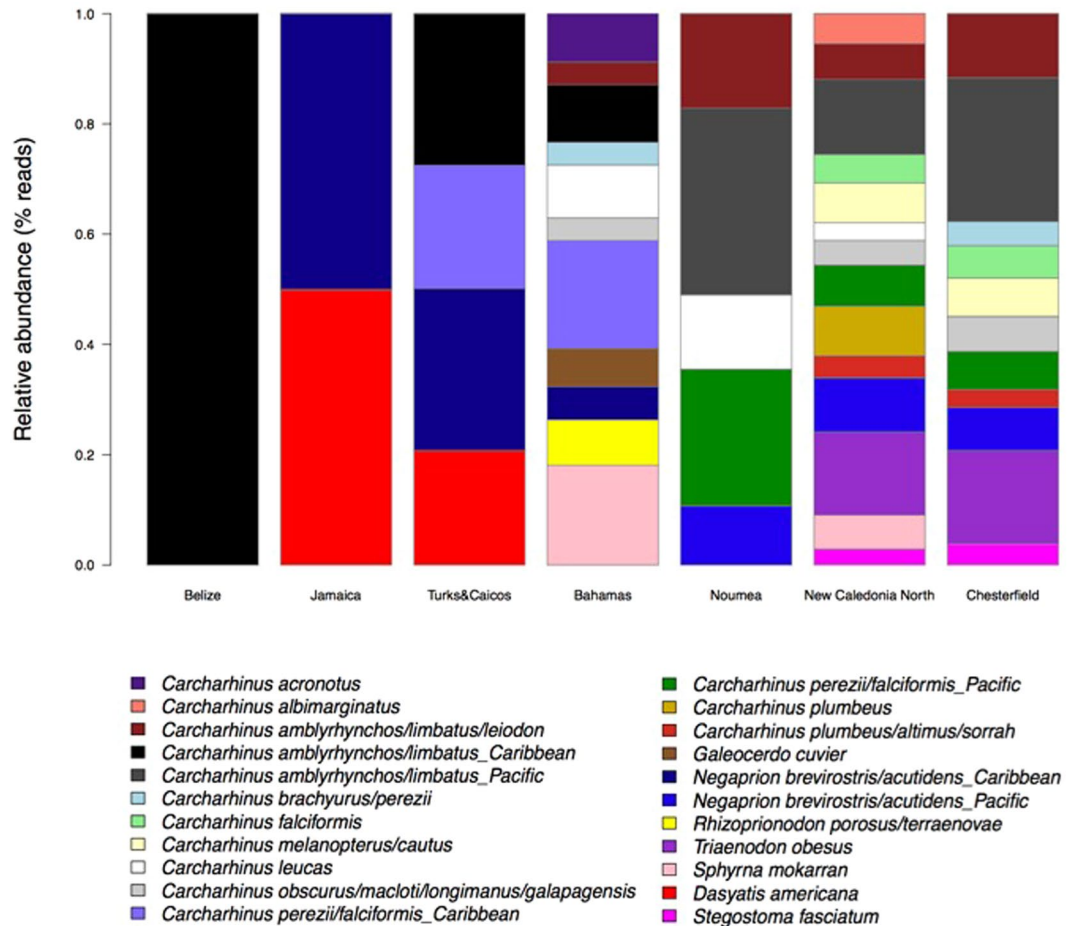 Relative abundance (% reads)
1.0
0.8
0.6
0.4
0.2
0.0
Belize
Jamaica
Turks&Caicos
Bahamas
Noumea
New Caledonia North
Chesterfield
Carcharhinus acronotus
Carcharhinus albimarginatus
Carcharhinus amblyrhynchos/limbatus/leiodon
Carcharhinus amblyrhynchos/limbatus_Caribbean
Carcharhinus amblyrhynchos/limbatus_Pacific
Carcharhinus brachyurus/perezii
Carcharhinus falciformis
Carcharhinus melanopterus/cautus
Carcharhinus leucas
Carcharhinus obscurus/macloti/longimanus/galapagensis
Carcharhinus perezii/falciformis_Caribbean
Carcharhinus perezii/falciformis_Pacific
Carcharhinus plumbeus
Carcharhinus plumbeus/altimus/sorrah
Galeocerdo cuvier
Negaprion brevirostris/acutidens_Caribbean
Negaprion brevirostris/acutidens_Pacific
Rhizoprionodon porosus/terraenovae
Triaenodon obesus
Sphyrna mokarran
Dasyatis americana
Stegostoma fasciatum